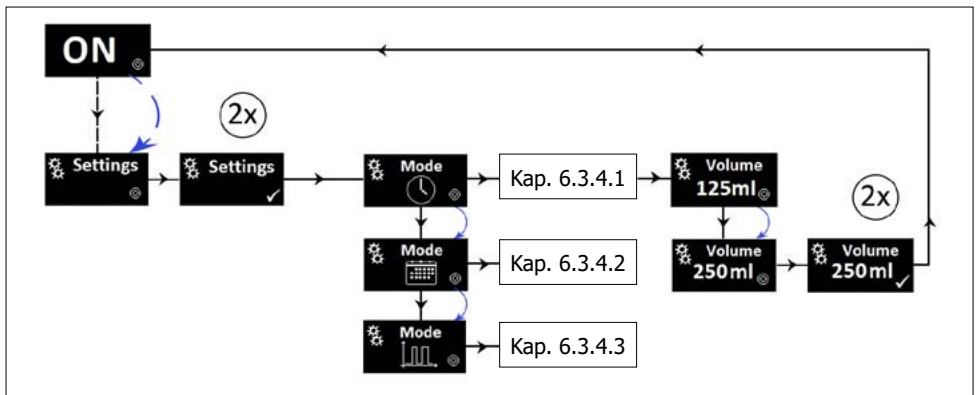 ON
2x
Settings
Settings
Mode
Kap. 6.3.4.1
Volume
125ml
2x
Mode
Kap. 6.3.4.2
Volume
250ml
Volume
250ml
Mode
Kap. 6.3.4.3